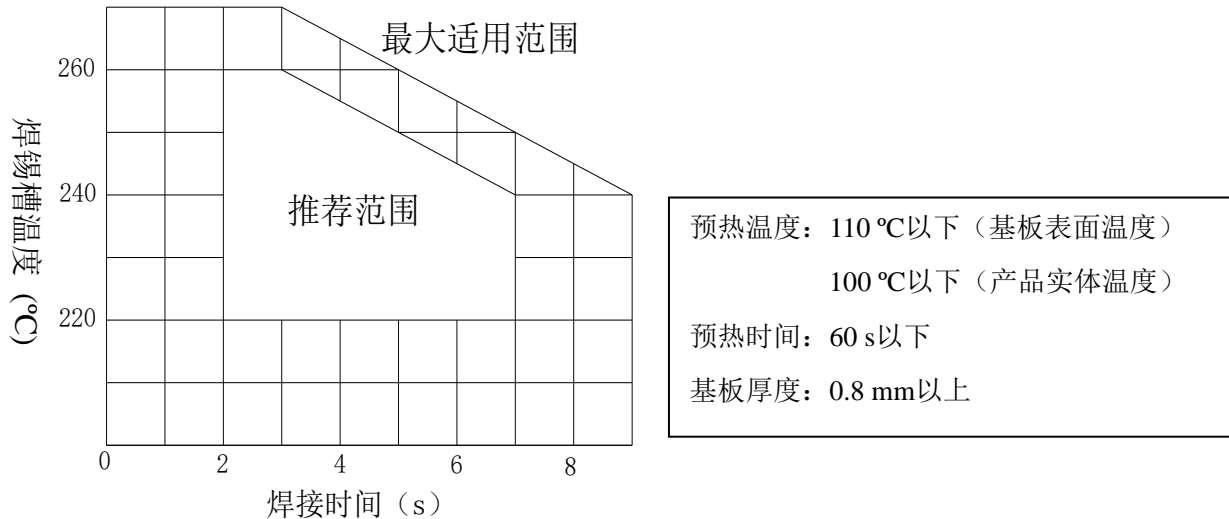 最大适用范围
260
焊锡槽温度 (℃)
240
推荐范围
220
0 2 4 6 8
焊接时间（s）
预热温度：110 ℃以下（基板表面温度）
100 ℃以下（产品实体温度）
预热时间：60 s以下
基板厚度：0.8 mm以上